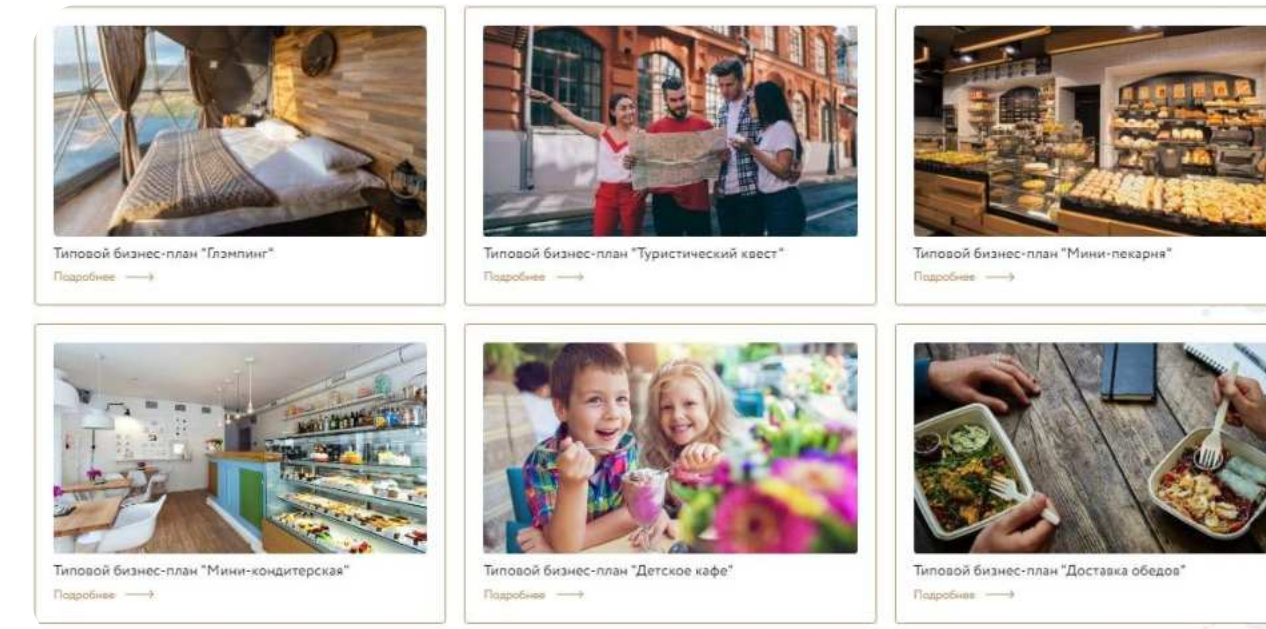 Типовой бизнес-план "Глэмпинг"
Подробнее
Типовой бизнес-план "Туристический квест"
Подробнее
Типовой бизнес-план "Мини-пекарня"
Подробнее
Типовой бизнес-план "Мини-кондитерская"
Подробнее
Типовой бизнес-план "Детское кафе"
Подробнее
Типовой бизнес-план "Доставка обедов"
Подробнее